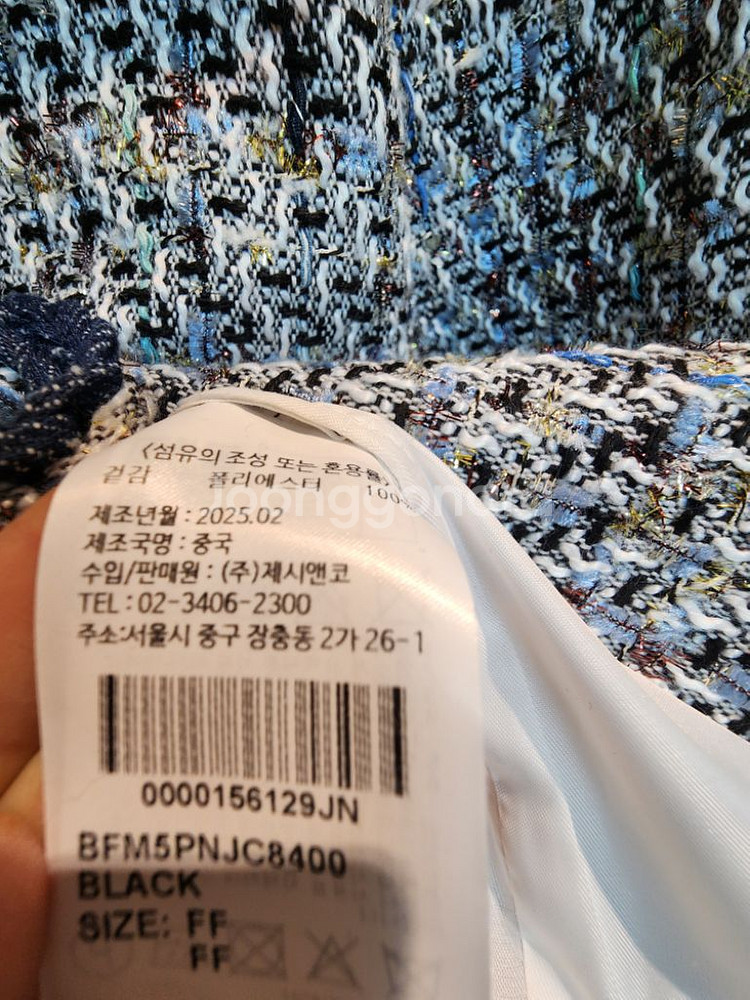 〈섬유의 조성 또는 혼용율〉
겉감 폴리에스터 100%
제조년월 : 2025.02
제조국명 : 중국
수입/판매원 : (주)제시앤코
TEL : 02-3406-2300
주소:서울시 중구 장충동 2가 26-1
0000156129JN
BFM5PNJC8400
BLACK
SIZE: FF
FF